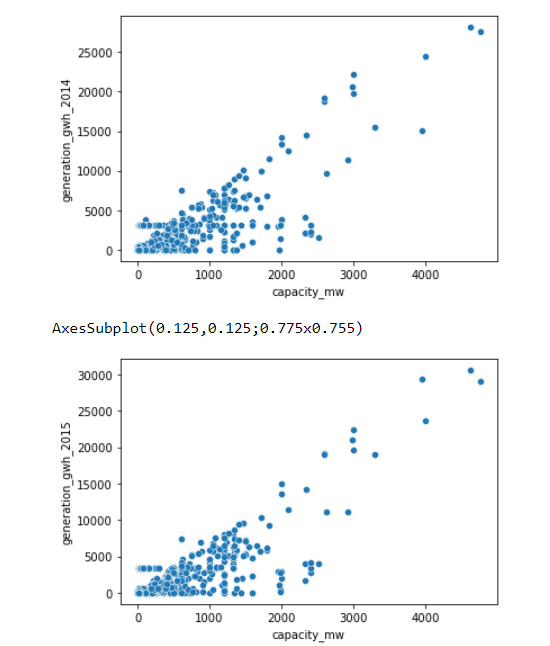 25000
20000
15000
10000
5000
0
generation_gwh_2014
0 1000 2000 3000 4000
capacity_mw
AxesSubplot(0.125,0.125;0.775x0.755)
30000
25000
20000
15000
10000
5000
0
generation_gwh_2015
0 1000 2000 3000 4000
capacity_mw